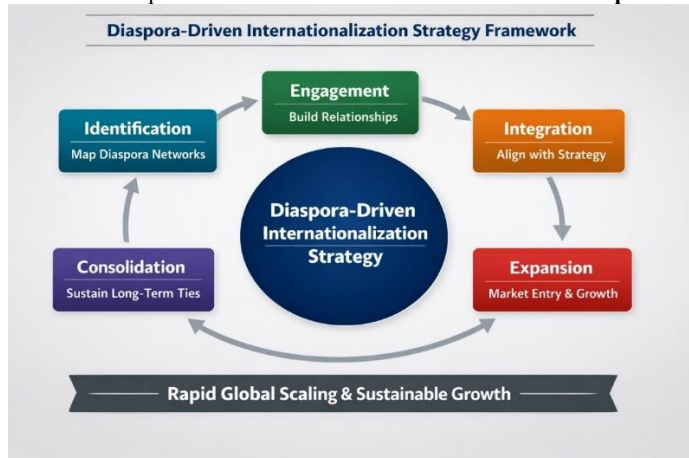 Diaspora-Driven Internationalization Strategy Framework
Engagement
Build Relationships
Identification
Map Diaspora Networks
Integration
Align with Strategy
Diaspora-Driven
Internationalization
Strategy
Consolidation
Sustain Long-Term Ties
Expansion
Market Entry & Growth
Rapid Global Scaling & Sustainable Growth